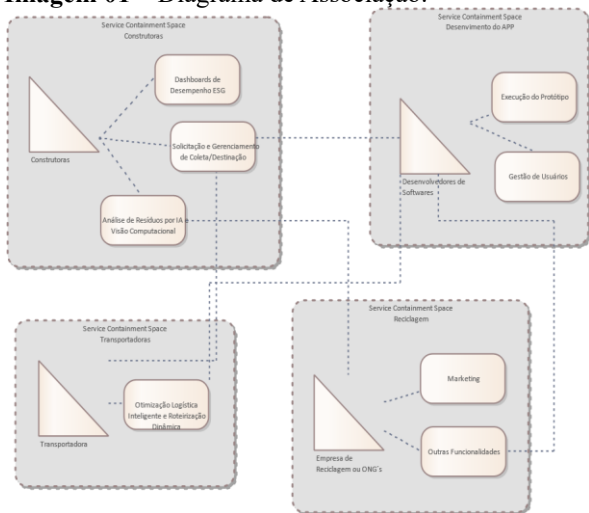 Imagem 01 – Diagrama de Associação.
Service Containment Space
Construtoras
Dashboards de
Desempenho ESG
Solicitação e Gerenciamento
de Coleta/Destinação
Construtoras
Análise de Resíduos por IA e
Visão Computacional
Service Containment Space
Desenvimento do APP
Execução do Protótipo
Gestão de Usuários
Desenvolvedores de
Softwares
Service Containment Space
Transportadoras
Otimização Logística
Inteligente e Roteirização
Dinâmica
Transportadora
Service Containment Space
Reciclagem
Marketing
Outras Funcionalidades
Empresa de
Reciclagem ou ONG's